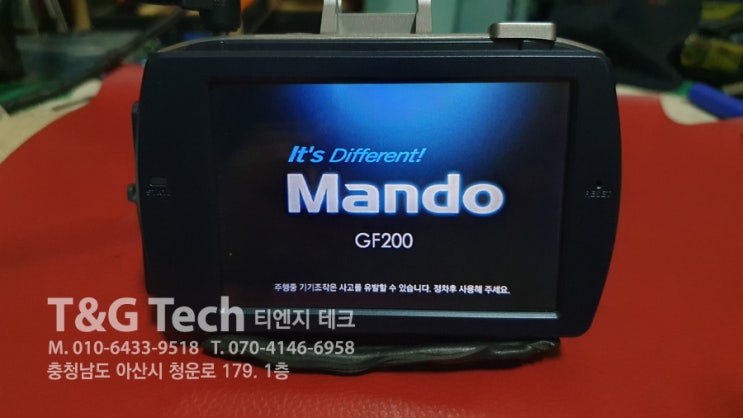 It's Different!
Mando
GF200
주행중 기기조작은 사고를 유발할 수 있습니다. 정차후 사용해 주세요.
RESET
T&G Tech 티엔지 테크
M. 010-6433-9518 T. 070-4146-6958
충청남도 아산시 청운로 179. 1층